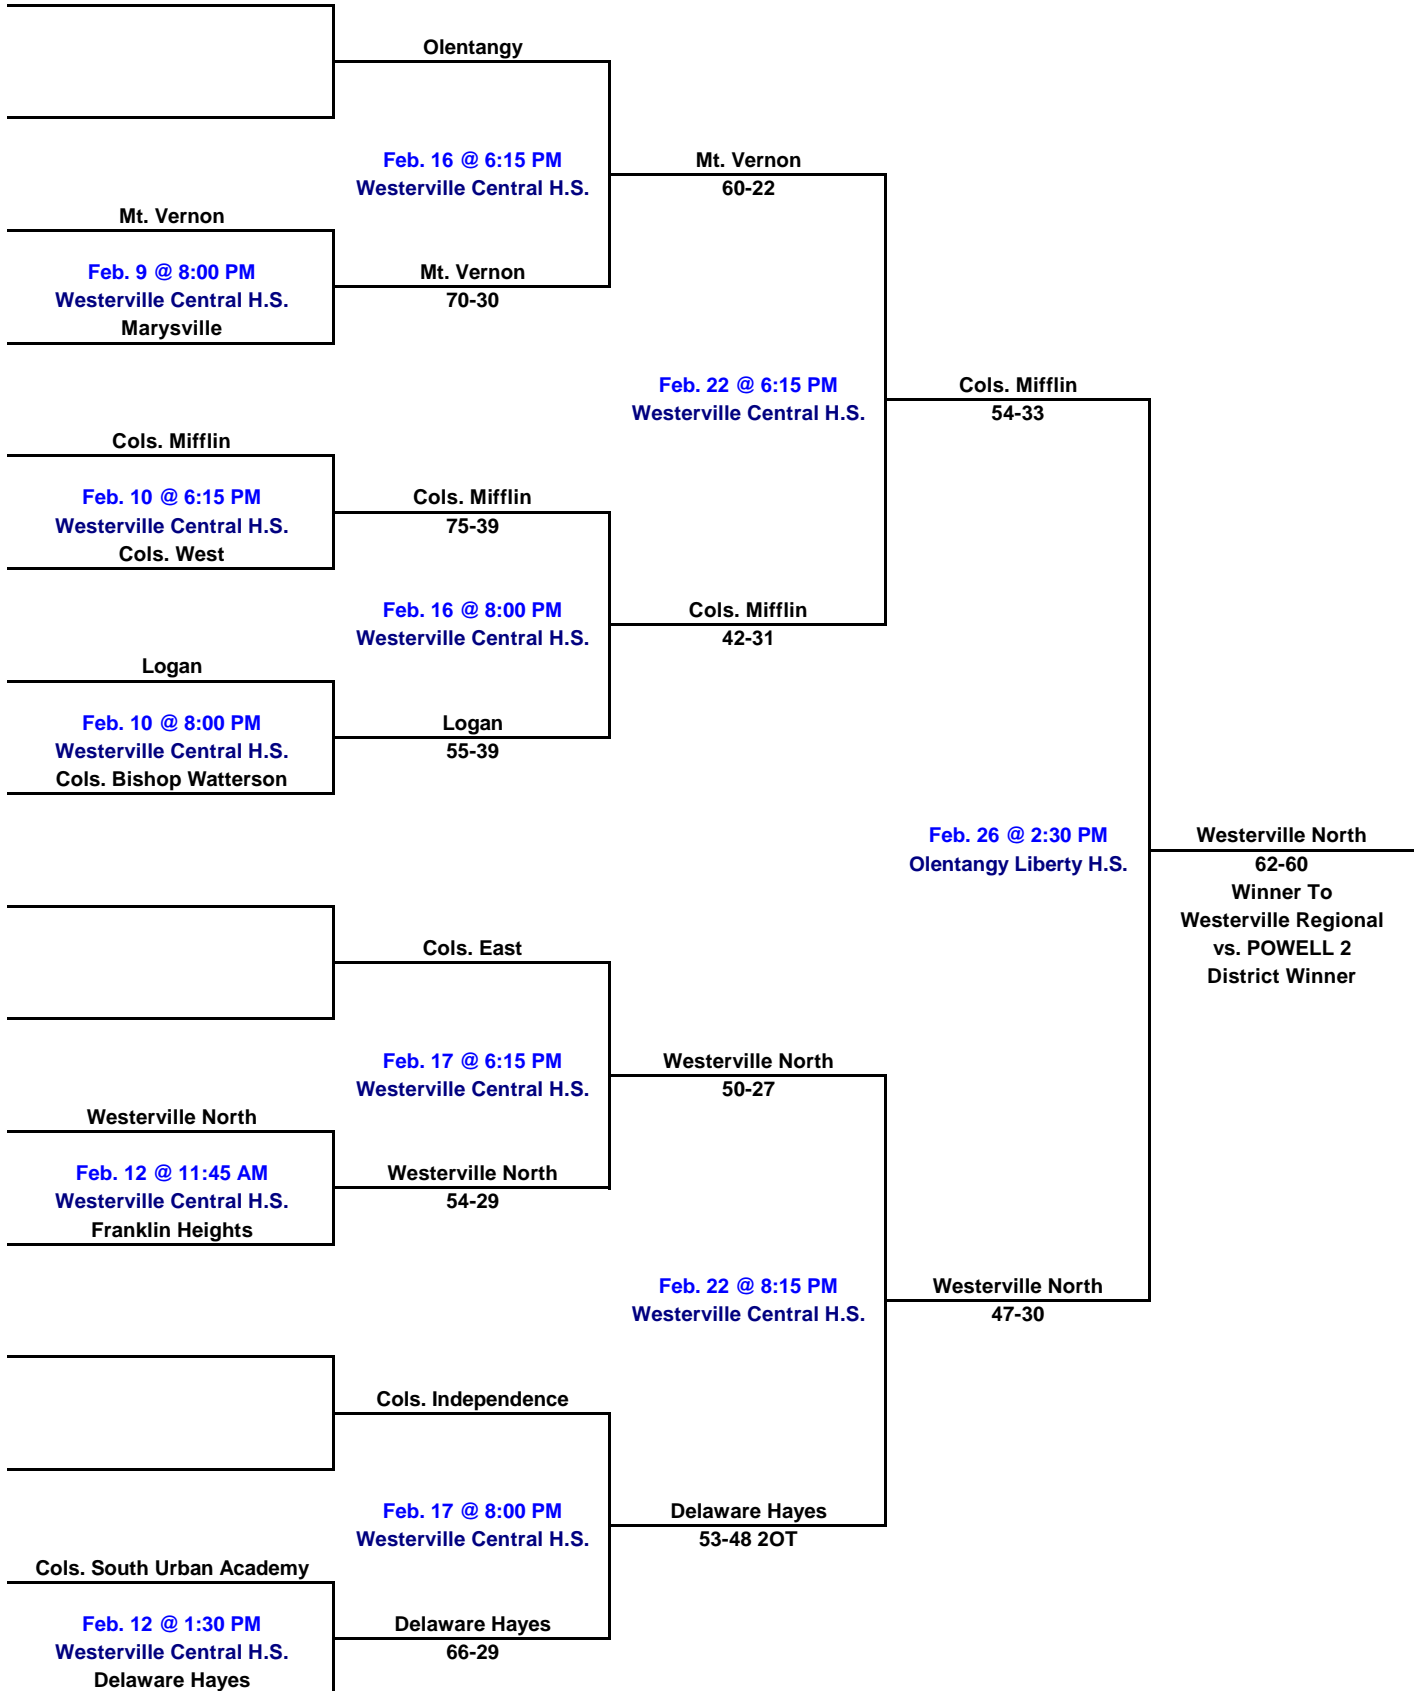 Olentangy
Feb. 16 @ 6:15 PM
Westerville Central H.S.
Mt. Vernon
60-22
Mt. Vernon
Feb. 9 @ 8:00 PM
Westerville Central H.S.
Marysville
Mt. Vernon
70-30
Feb. 22 @ 6:15 PM
Westerville Central H.S.
Cols. Mifflin
54-33
Cols. Mifflin
Feb. 10 @ 6:15 PM
Westerville Central H.S.
Cols. West
Cols. Mifflin
75-39
Feb. 16 @ 8:00 PM
Westerville Central H.S.
Cols. Mifflin
42-31
Logan
Feb. 10 @ 8:00 PM
Westerville Central H.S.
Cols. Bishop Watterson
Logan
55-39
Feb. 26 @ 2:30 PM
Olentangy Liberty H.S.
Westerville North
62-60
Winner To
Westerville Regional
vs. POWELL 2
District Winner
Cols. East
Feb. 17 @ 6:15 PM
Westerville Central H.S.
Westerville North
50-27
Westerville North
Feb. 12 @ 11:45 AM
Westerville Central H.S.
Franklin Heights
Westerville North
54-29
Feb. 22 @ 8:15 PM
Westerville Central H.S.
Westerville North
47-30
Cols. Independence
Feb. 17 @ 8:00 PM
Westerville Central H.S.
Delaware Hayes
53-48 2OT
Cols. South Urban Academy
Feb. 12 @ 1:30 PM
Westerville Central H.S.
Delaware Hayes
Delaware Hayes
66-29